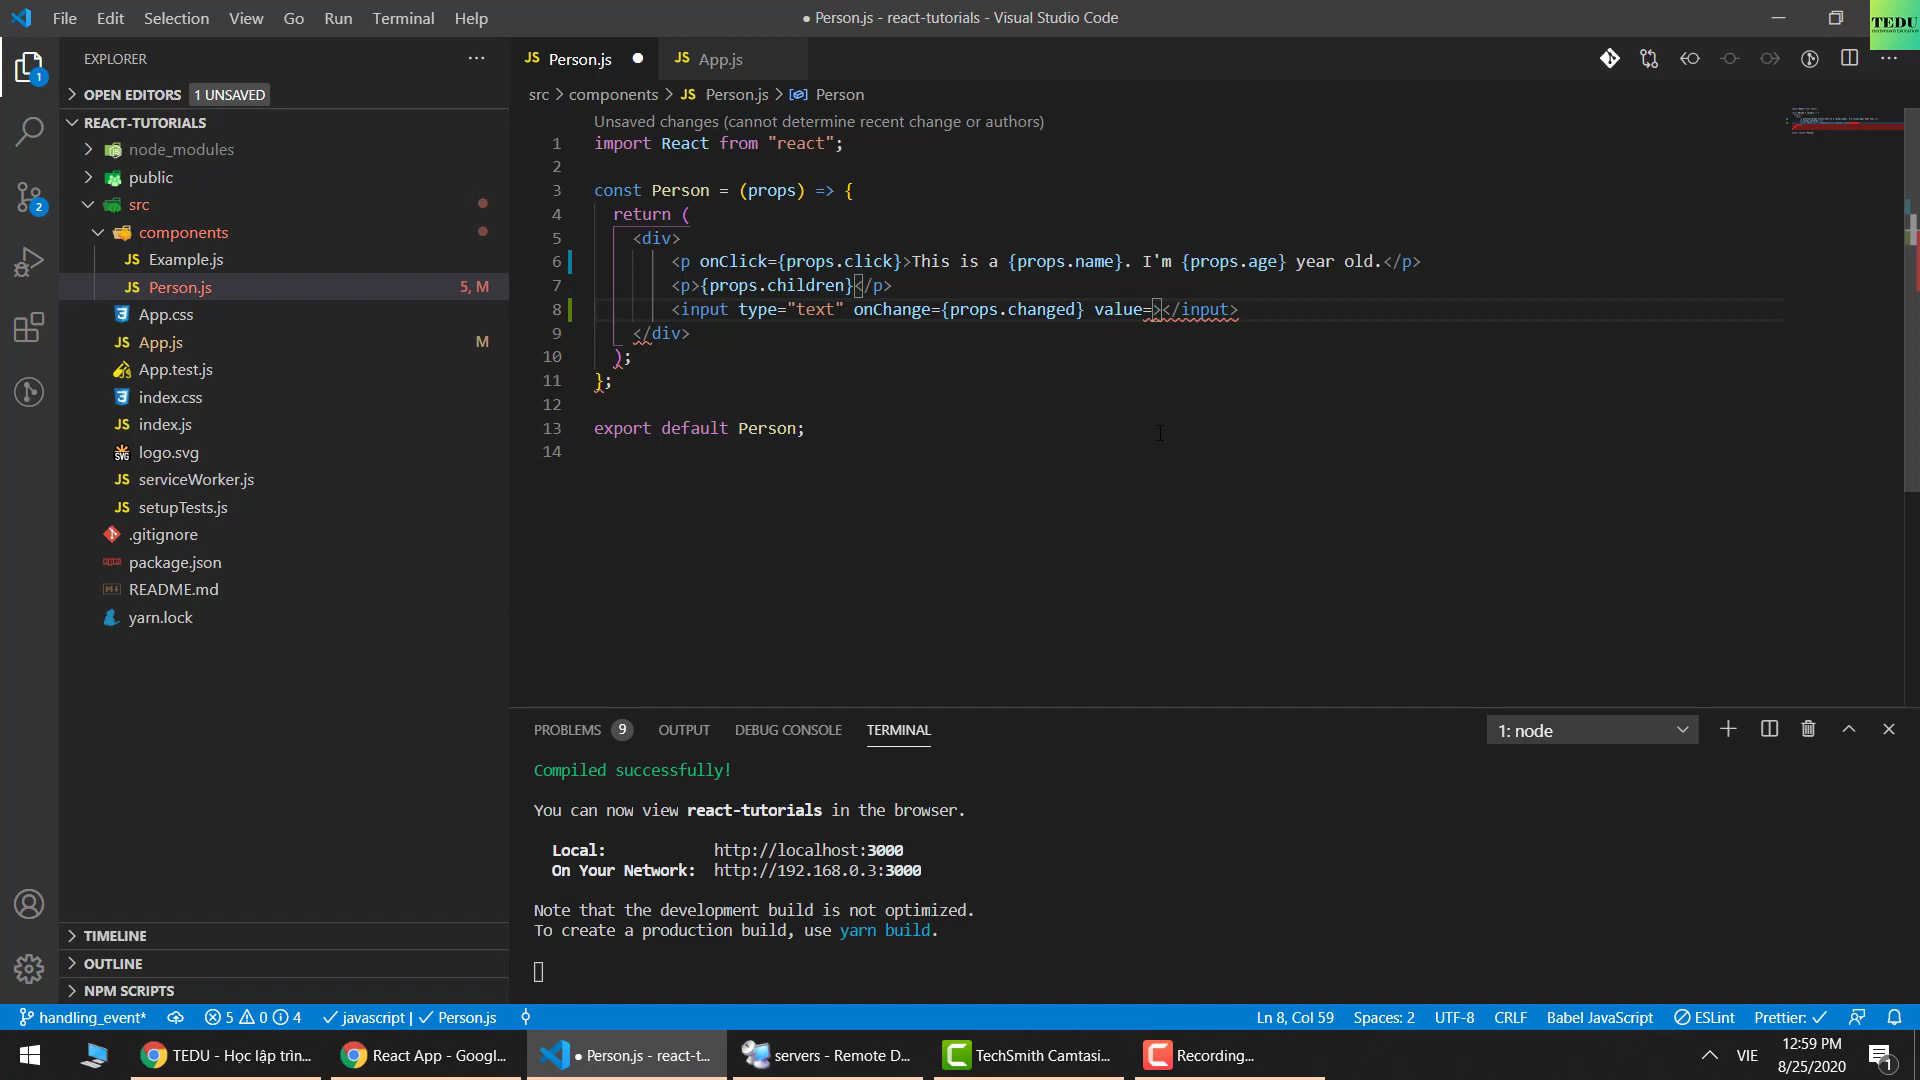 File Edit Selection View Go Run Terminal Help
● Person.js - react-tutorials - Visual Studio Code
TEDU
EXPLORER
OPEN EDITORS 1 UNSAVED
REACT-TUTORIALS
node_modules
public
src
components
JS Example.js
JS Person.js 5, M
App.css
JS App.js M
App.test.js
index.css
JS index.js
logo.svg
JS serviceWorker.js
JS setupTests.js
.gitignore
package.json
README.md
yarn.lock
TIMELINE
OUTLINE
NPM SCRIPTS
JS Person.js ● JS App.js
src > components > JS Person.js > Person
Unsaved changes (cannot determine recent change or authors)
1 import React from "react";
2
3 const Person = (props) => {
4 return (
5 <div>
6 <p onClick={props.click}>This is a {props.name}. I'm {props.age} year old.</p>
7 <p>{props.children}</p>
8 <input type="text" onChange={props.changed} value=></input>
9 </div>
10 );
11 };
12
13 export default Person;
14
PROBLEMS 9 OUTPUT DEBUG CONSOLE TERMINAL 1: node
Compiled successfully!
You can now view react-tutorials in the browser.
Local: http://localhost:3000
On Your Network: http://192.168.0.3:3000
Note that the development build is not optimized.
To create a production build, use yarn build.
handling_event* 5 0 4 javascript | Person.js Ln 8, Col 59 Spaces: 2 UTF-8 CRLF Babel JavaScript ESLint Prettier:
TEDU - Học lập trìn... React App - Googl... ● Person.js - react-t... servers - Remote D... TechSmith Camtasi... Recording... VIE 12:59 PM
8/25/2020 1